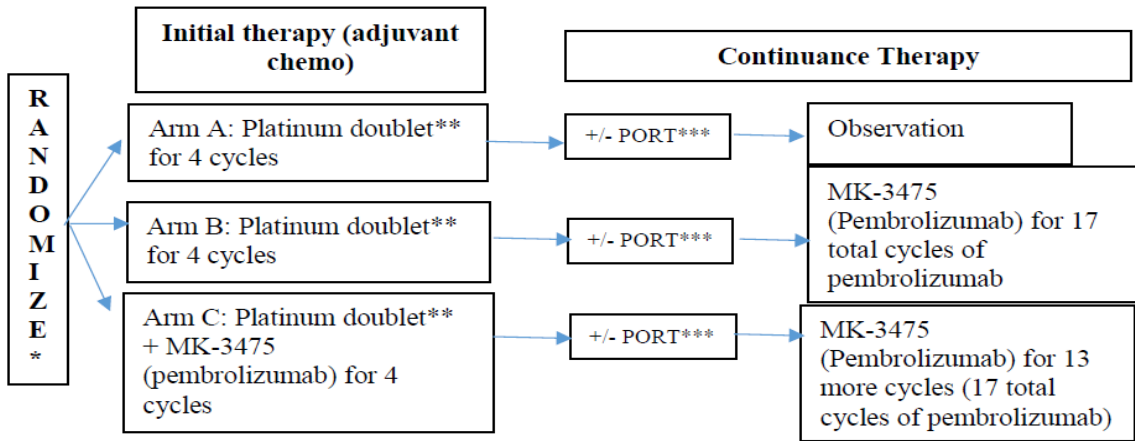 Initial therapy (adjuvant
chemo)
Continuance Therapy
R
A
N
D
O
M
I
Z
E
*
Arm A: Platinum doublet**
for 4 cycles
+/- PORT***
Observation
Arm B: Platinum doublet**
for 4 cycles
+/- PORT***
MK-3475
(Pembrolizumab) for 17
total cycles of
pembrolizumab
Arm C: Platinum doublet**
+ MK-3475
(pembrolizumab) for 4
cycles
+/- PORT***
MK-3475
(Pembrolizumab) for 13
more cycles (17 total
cycles of pembrolizumab)